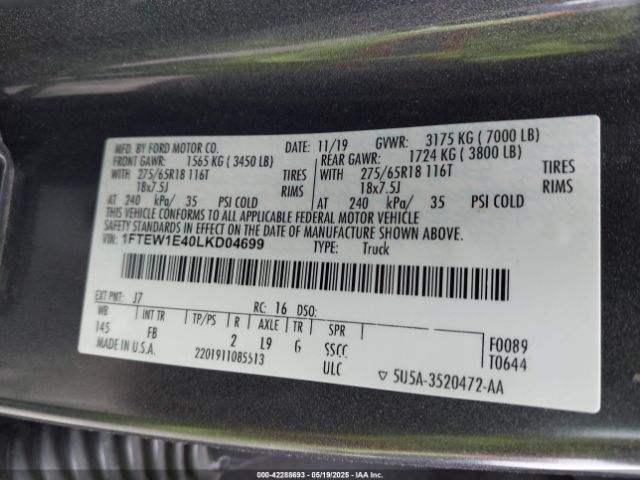 MFD. BY FORD MOTOR CO. DATE: 11/19 GVWR: 3175 KG ( 7000 LB)
FRONT GAWR: 1565 KG ( 3450 LB) REAR GAWR: 1724 KG ( 3800 LB)
WITH 275/65R18 116T TIRES WITH 275/65R18 116T TIRES
18x7.5J RIMS 18x7.5J RIMS
AT 240 kPa/ 35 PSI COLD AT 240 kPa/ 35 PSI COLD
THIS VEHICLE CONFORMS TO ALL APPLICABLE FEDERAL MOTOR VEHICLE
SAFETY STANDARDS IN EFFECT ON THE DATE OF MANUFACTURE SHOWN ABOVE.
VIN: 1FTEW1E40LKD04699 TYPE: Truck
EXT PNT: J7 RC: 16 DSO:
WB INT TR TP/PS R AXLE TR SPR
145 FB 2 L9 G SSCC
ULC
F0089
T0644
MADE IN U.S.A. 2201911085513
5U5A-3520472-AA
000-42288693 - 05/19/2025 - IAAI.COM